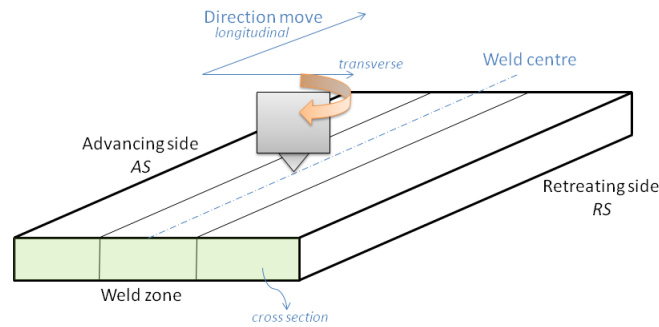 Direction move
longitudinal
transverse
Weld centre
Advancing side
AS
Retreating side
RS
Weld zone
cross section